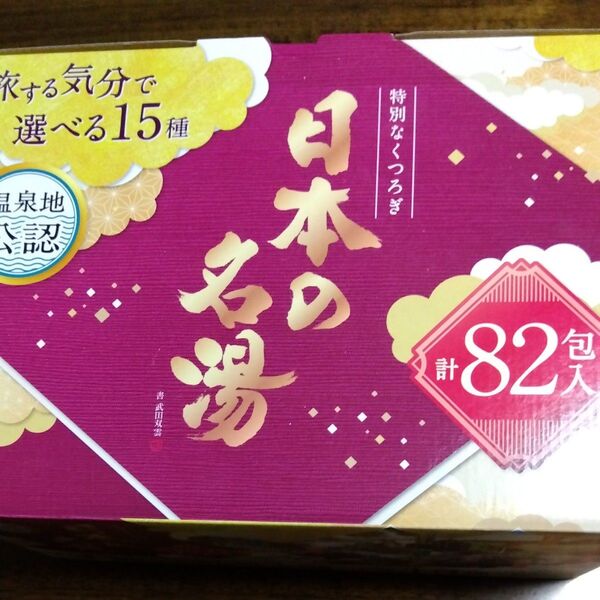 旅する気分で
選べる15種
温泉地
公認
特別なくつろぎ
日本の
名湯
書 武田双雲
計82包入